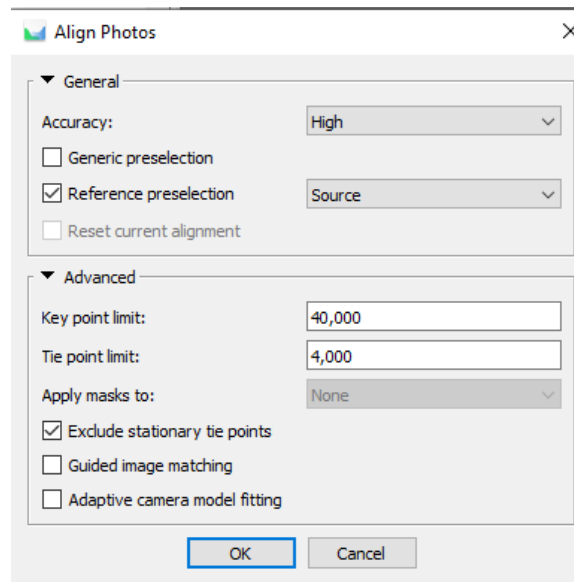 Align Photos
General
Accuracy: High
Generic preselection
Reference preselection Source
Reset current alignment
Advanced
Key point limit: 40,000
Tie point limit: 4,000
Apply masks to: None
Exclude stationary tie points
Guided image matching
Adaptive camera model fitting
OK Cancel